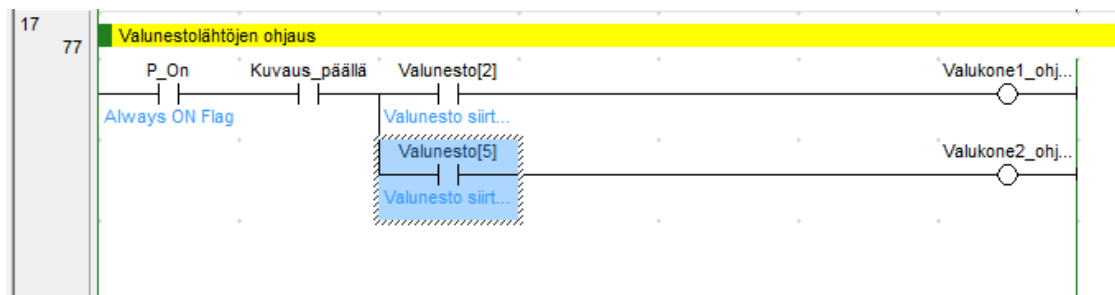 17
77
Valunestolähtöjen ohjaus
P_On Kuvaus_päällä Valunesto[2] Valukone1_ohj...
Always ON Flag Valunesto siirt...
Valunesto[5] Valukone2_ohj...
Valunesto siirt...